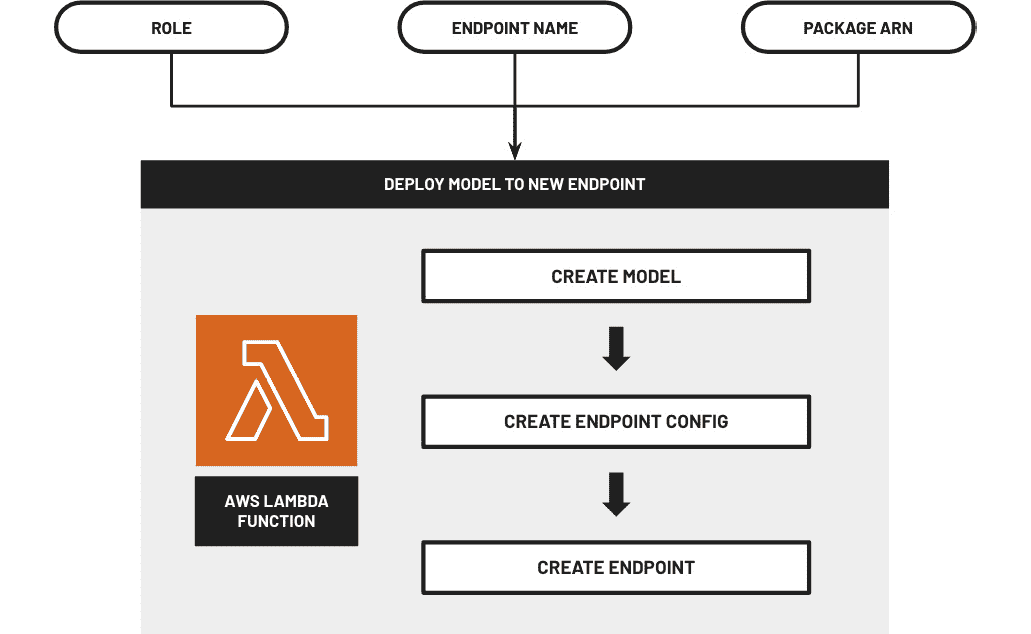 ROLE
ENDPOINT NAME
PACKAGE ARN
DEPLOY MODEL TO NEW ENDPOINT
CREATE MODEL
CREATE ENDPOINT CONFIG
AWS LAMBDA
FUNCTION
CREATE ENDPOINT